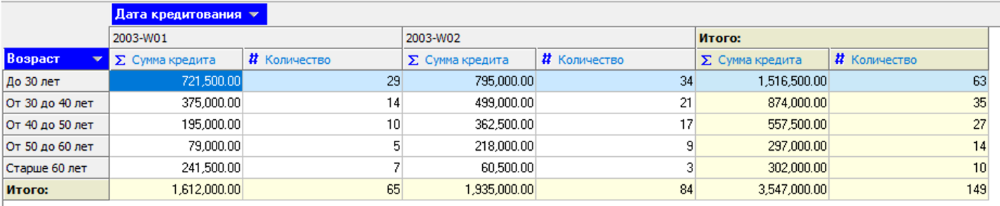 Дата кредитования
2003-W01 2003-W02 Итого:
Возраст Σ Сумма кредита # Количество Σ Сумма кредита # Количество Σ Сумма кредита # Количество
До 30 лет 721,500.00 29 795,000.00 34 1,516,500.00 63
От 30 до 40 лет 375,000.00 14 499,000.00 21 874,000.00 35
От 40 до 50 лет 195,000.00 10 362,500.00 17 557,500.00 27
От 50 до 60 лет 79,000.00 5 218,000.00 9 297,000.00 14
Старше 60 лет 241,500.00 7 60,500.00 3 302,000.00 10
Итого: 1,612,000.00 65 1,935,000.00 84 3,547,000.00 149